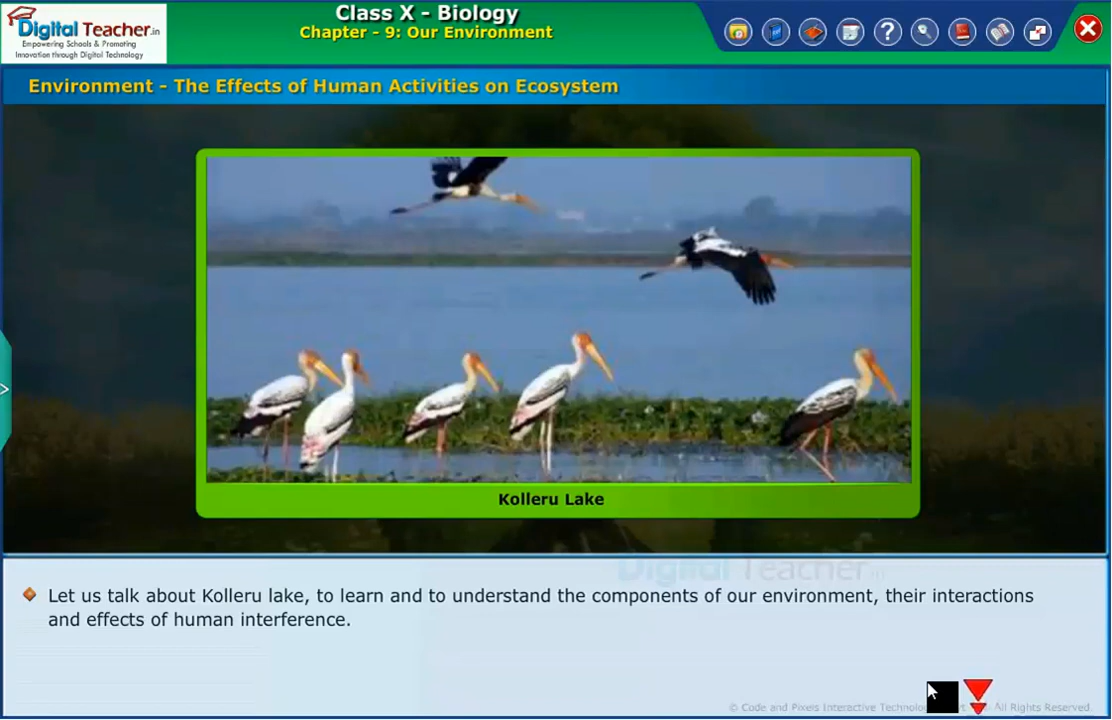 Digital Teacher.in
Empowering Schools & Promoting
Innovation through Digital Technology
Class X - Biology
Chapter - 9: Our Environment
Environment - The Effects of Human Activities on Ecosystem
Kolleru Lake
Digital Teacher.in
Let us talk about Kolleru lake, to learn and to understand the components of our environment, their interactions
and effects of human interference.
© Code and Pixels Interactive Technolo All Rights Reserved.